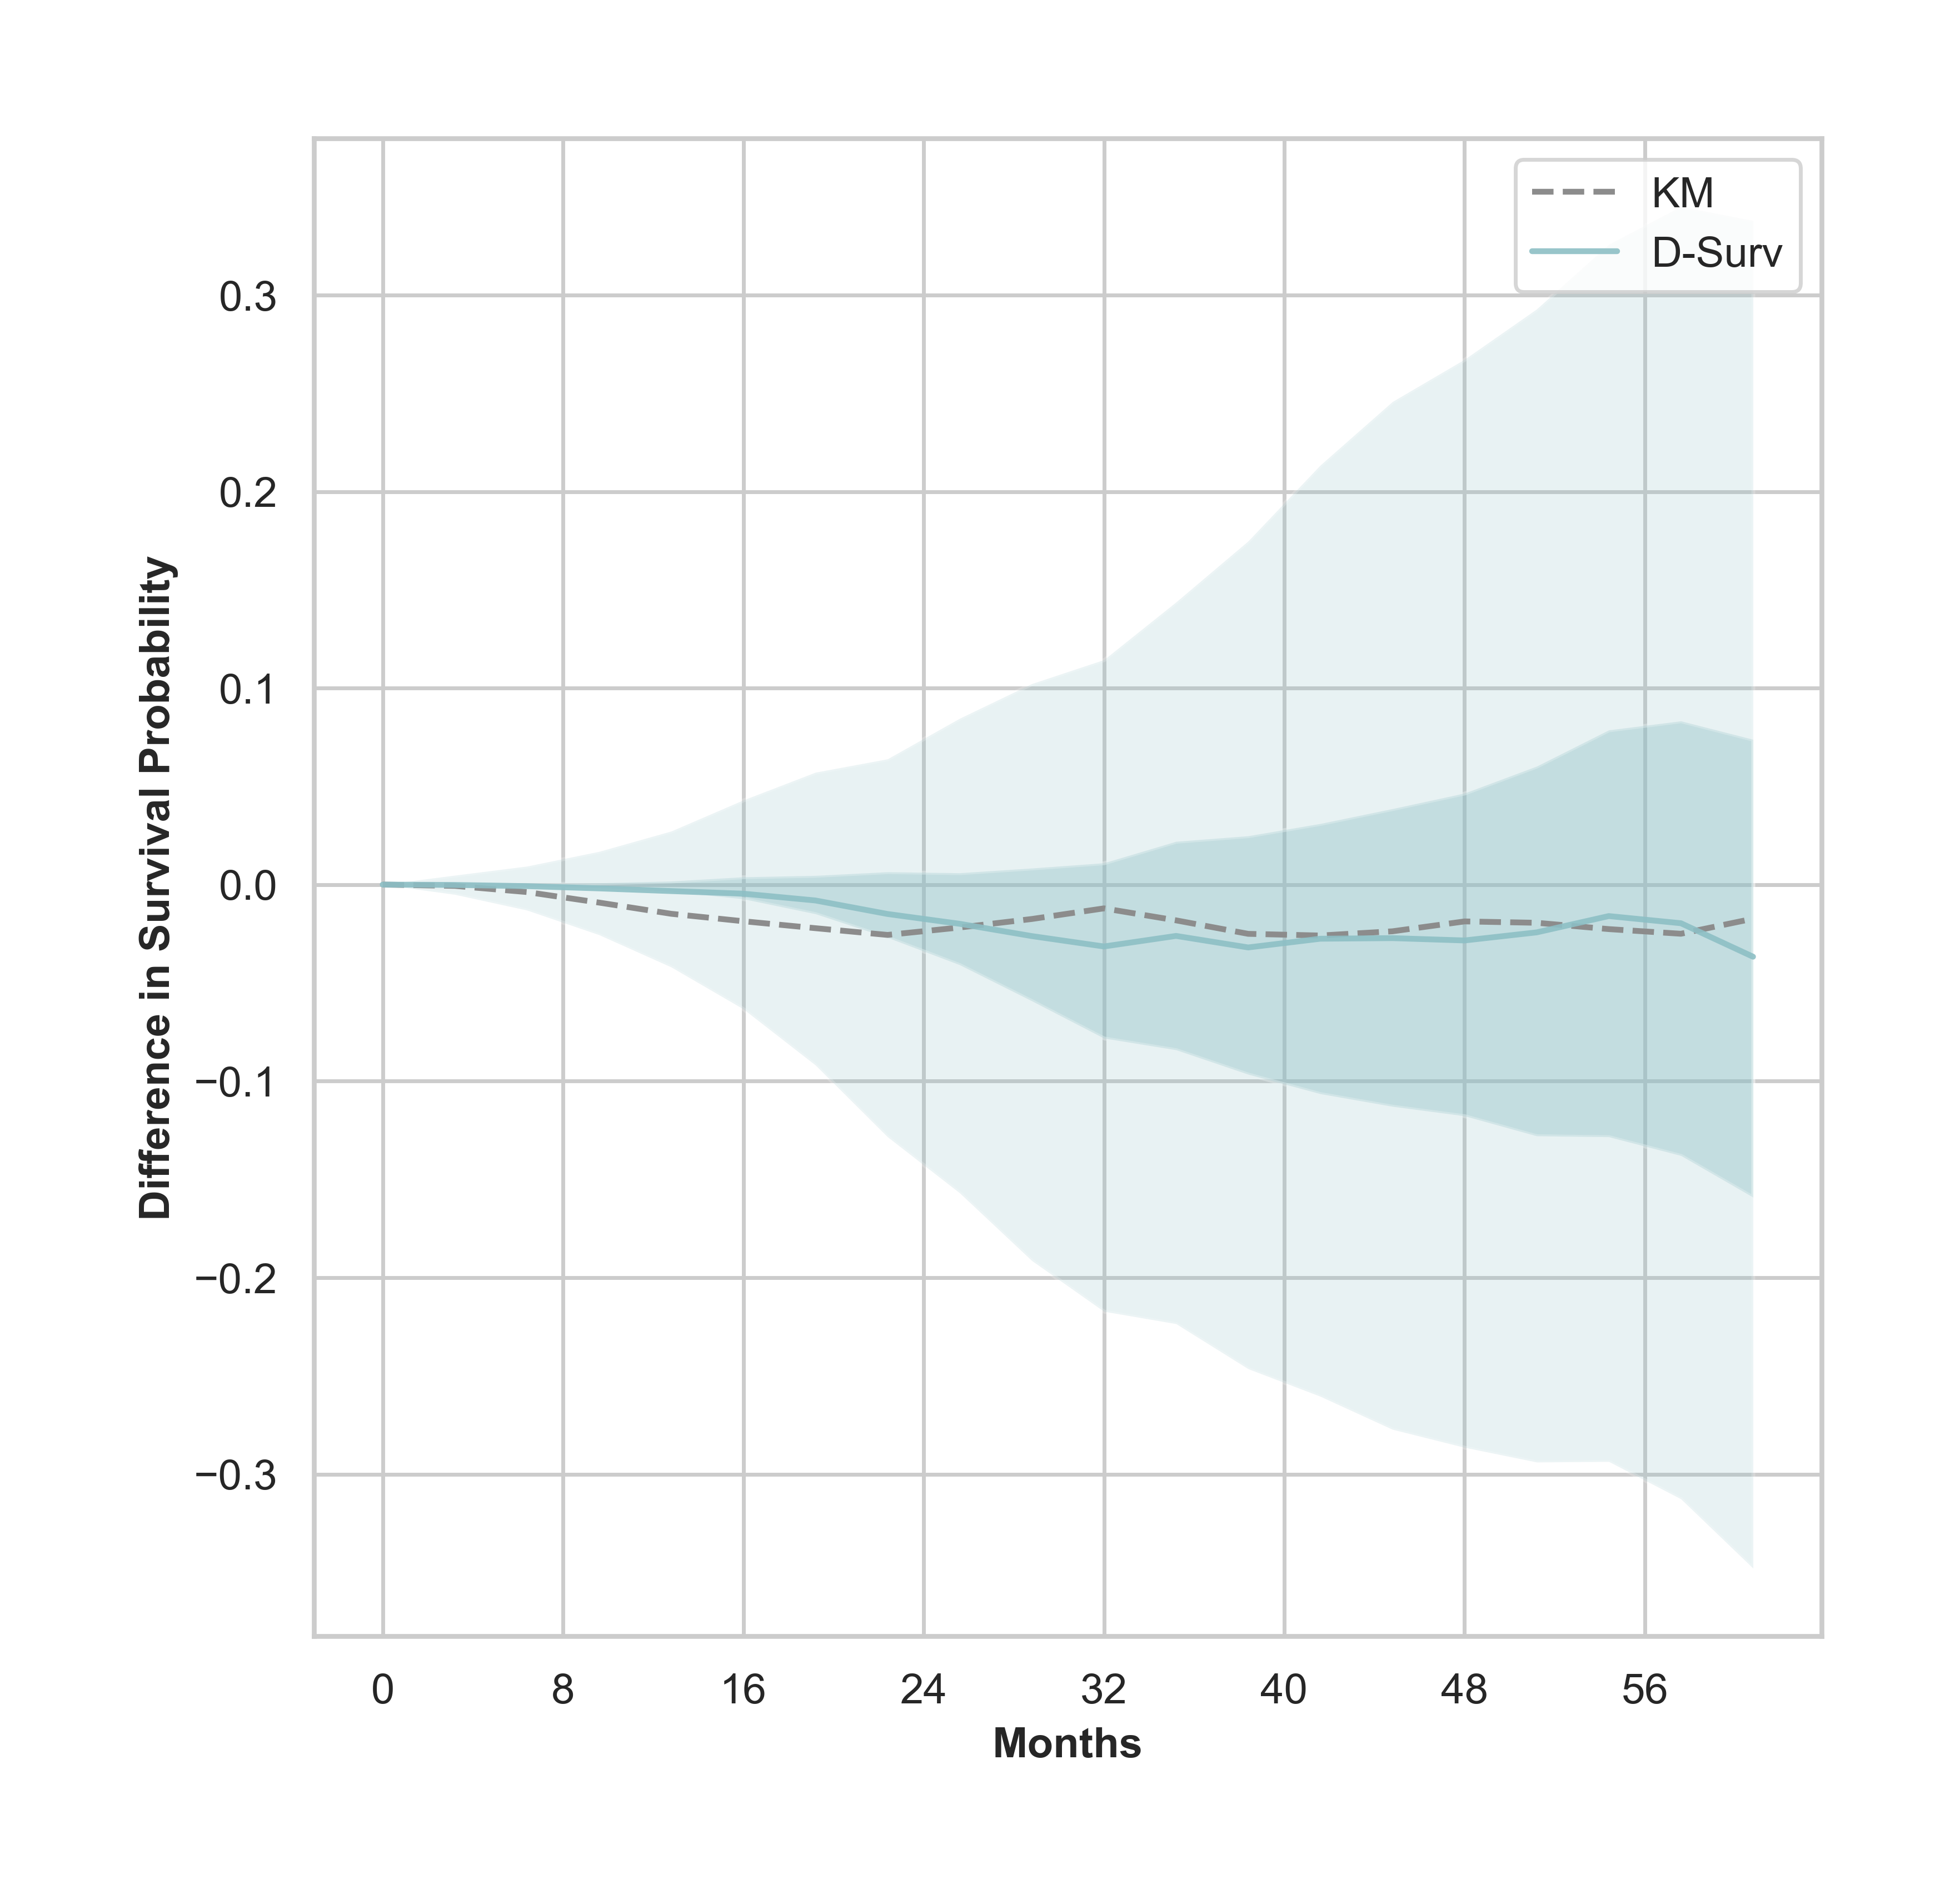 KM
D-Surv
0.3
0.2
0.1
0.0
−0.1
−0.2
−0.3
Difference in Survival Probability
0 8 16 24 32 40 48 56
Months